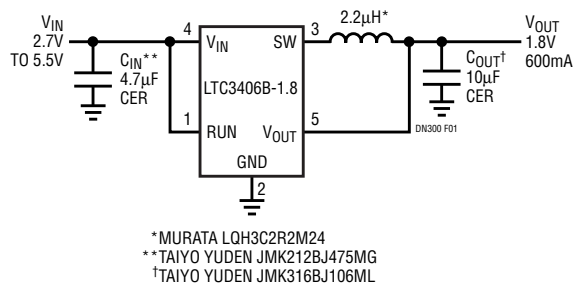 VIN
2.7V
TO 5.5V
CIN**
4.7µF
CER
4
VIN
SW
3
2.2µH*
LTC3406B-1.8
1
RUN
VOUT
5
GND
2
COUT†
10µF
CER
DN300 F01
VOUT
1.8V
600mA
*MURATA LQH3C2R2M24
**TAIYO YUDEN JMK212BJ475MG
†TAIYO YUDEN JMK316BJ106ML